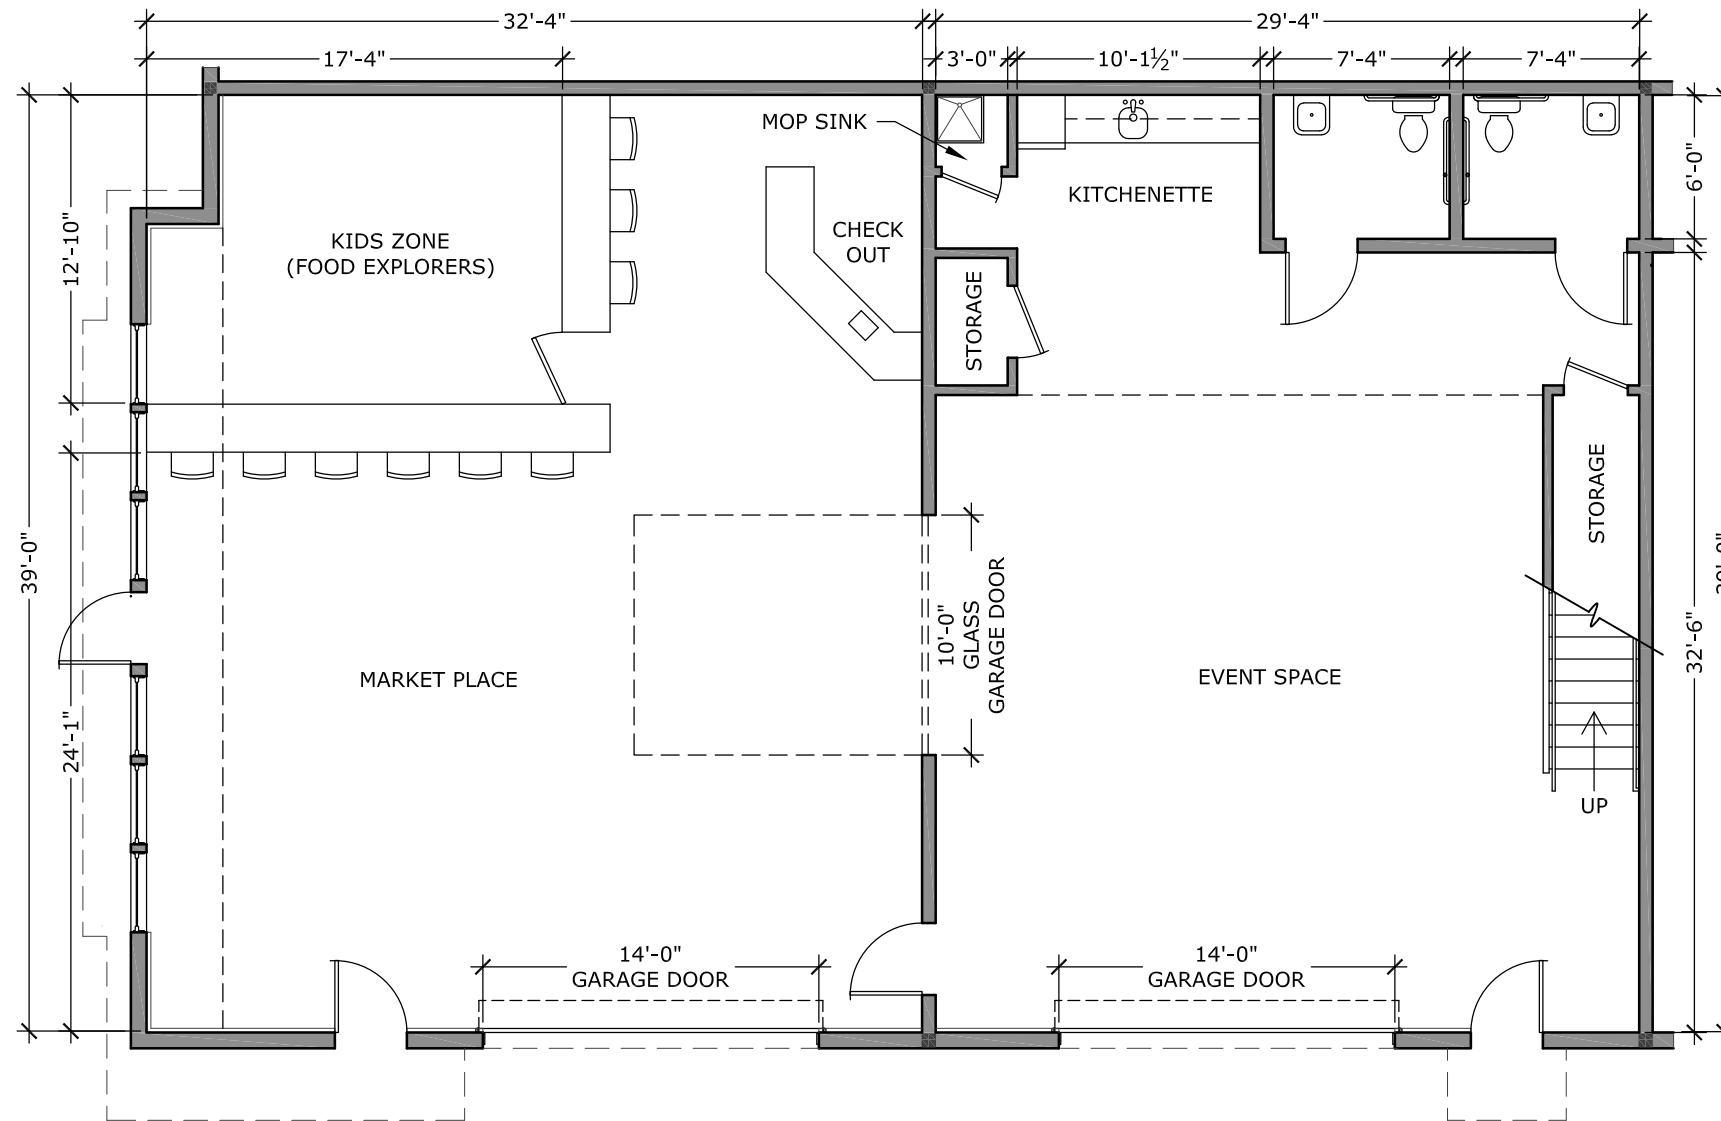 32'-4"
29'-4"
17'-4"
3'-0"
10'-1½"
7'-4"
7'-4"
MOP SINK
KITCHENETTE
6'-0"
12'-10"
KIDS ZONE
(FOOD EXPLORERS)
CHECK
OUT
STORAGE
STORAGE
39'-0"
24'-1"
10'-0"
GLASS
GARAGE DOOR
32'-6"
MARKET PLACE
EVENT SPACE
UP
14'-0"
GARAGE DOOR
14'-0"
GARAGE DOOR